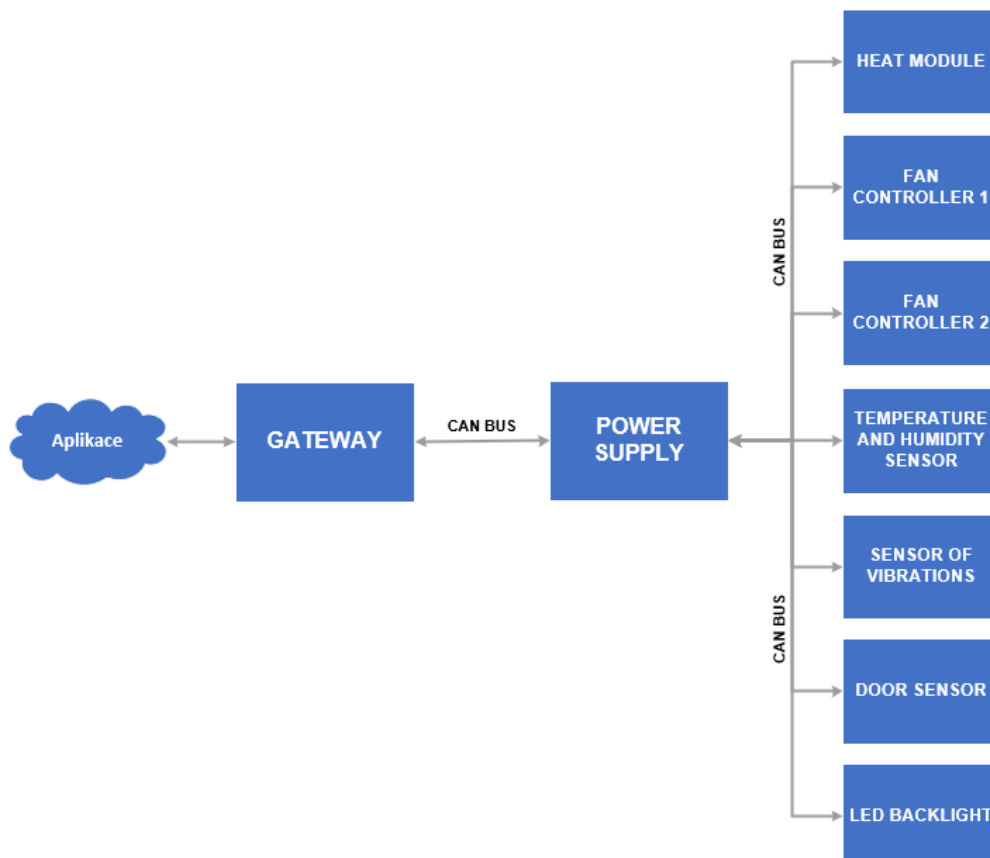 Aplikace
GATEWAY
CAN BUS
POWER
SUPPLY
CAN BUS
CAN BUS
HEAT MODULE
FAN
CONTROLLER 1
FAN
CONTROLLER 2
TEMPERATURE
AND HUMIDITY
SENSOR
SENSOR OF
VIBRATIONS
DOOR SENSOR
LED BACKLIGHT